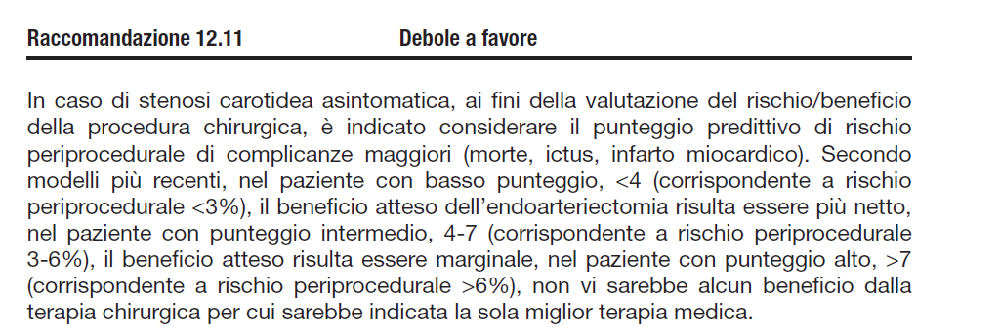 Raccomandazione 12.11 Debole a favore
In caso di stenosi carotidea asintomatica, ai fini della valutazione del rischio/beneficio
della procedura chirurgica, è indicato considerare il punteggio predittivo di rischio
periprocedurale di complicanze maggiori (morte, ictus, infarto miocardico). Secondo
modelli più recenti, nel paziente con basso punteggio, <4 (corrispondente a rischio
periprocedurale <3%), il beneficio atteso dell’endoarteriectomia risulta essere più netto,
nel paziente con punteggio intermedio, 4-7 (corrispondente a rischio periprocedurale
3-6%), il beneficio atteso risulta essere marginale, nel paziente con punteggio alto, >7
(corrispondente a rischio periprocedurale >6%), non vi sarebbe alcun beneficio dalla
terapia chirurgica per cui sarebbe indicata la sola miglior terapia medica.